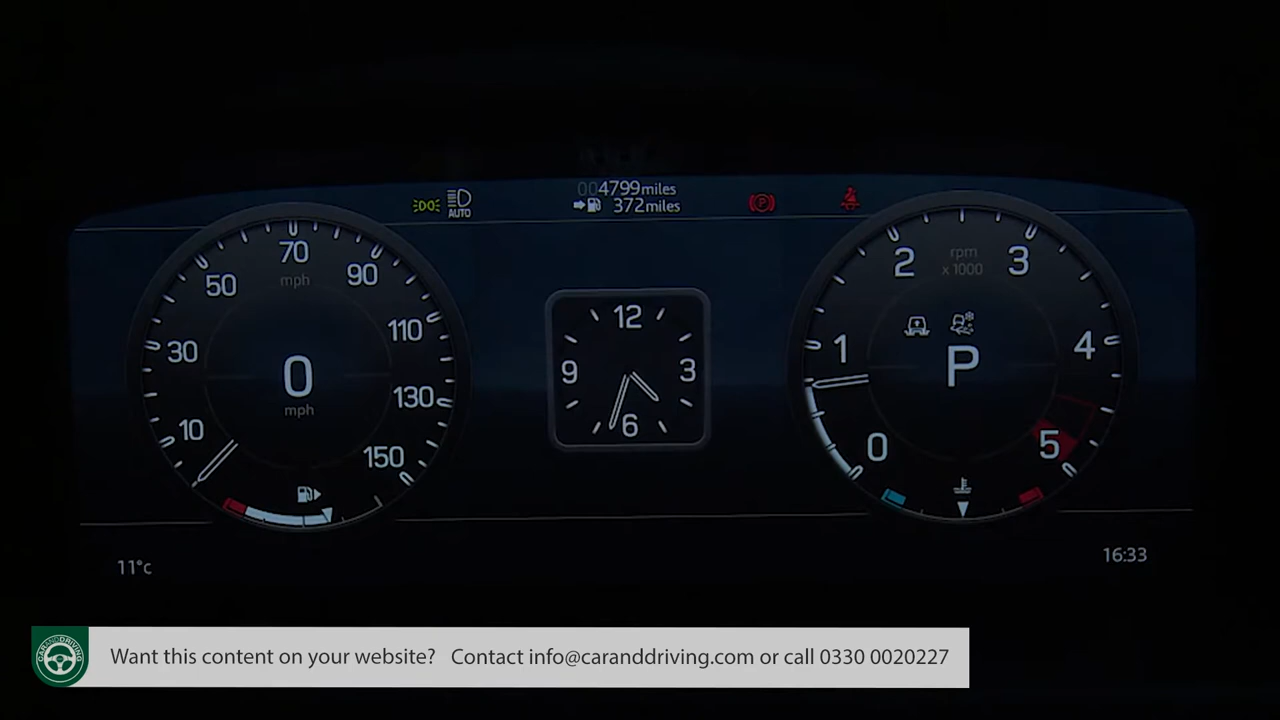 004799miles
372miles
AUTO
P
70
mph
50
90
110
30
0
mph
130
10
150
12
9
3
6
rpm
x 1000
2
3
1
4
P
0
5
11°c
16:33
CARANDDRIVING
Want this content on your website? Contact info@caranddriving.com or call 0330 0020227